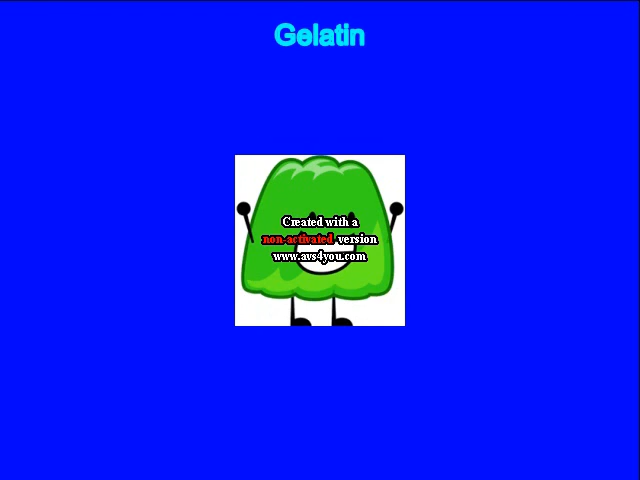 Gelatin
Created with a
non-activated version
www.avs4you.com